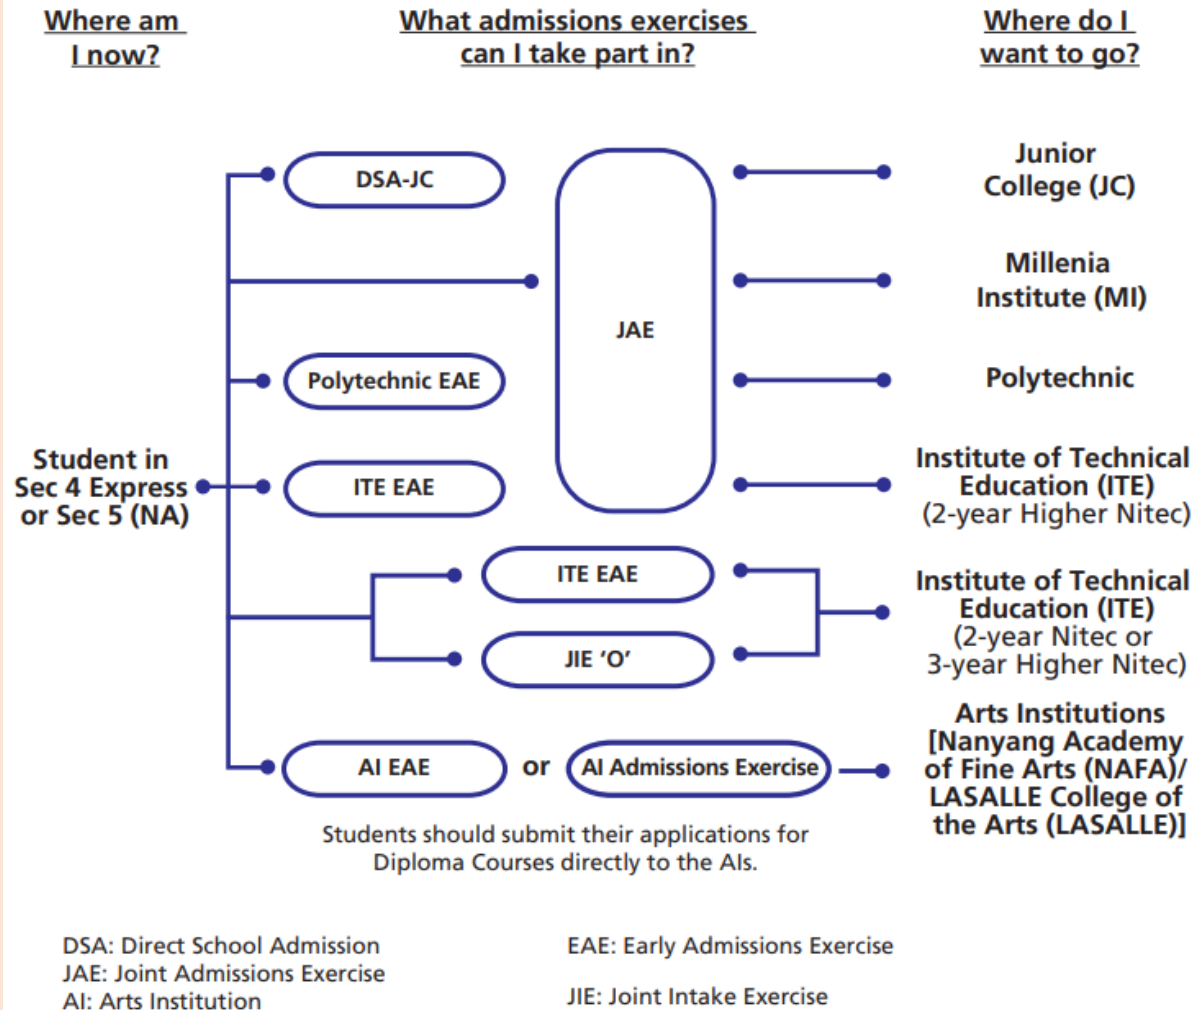 Where am
I now?
What admissions exercises
can I take part in?
Where do I
want to go?
DSA-JC
JAE
Junior
College (JC)
Millenia
Institute (MI)
Polytechnic EAE
Polytechnic
Student in
Sec 4 Express
or Sec 5 (NA)
ITE EAE
Institute of Technical
Education (ITE)
(2-year Higher Nitec)
ITE EAE
JIE ‘O’
Institute of Technical
Education (ITE)
(2-year Nitec or
3-year Higher Nitec)
AI EAE
or
AI Admissions Exercise
Arts Institutions
[Nanyang Academy
of Fine Arts (NAFA)/
LASALLE College of
the Arts (LASALLE)]
Students should submit their applications for
Diploma Courses directly to the AIs.
DSA: Direct School Admission
JAE: Joint Admissions Exercise
AI: Arts Institution
EAE: Early Admissions Exercise
JIE: Joint Intake Exercise